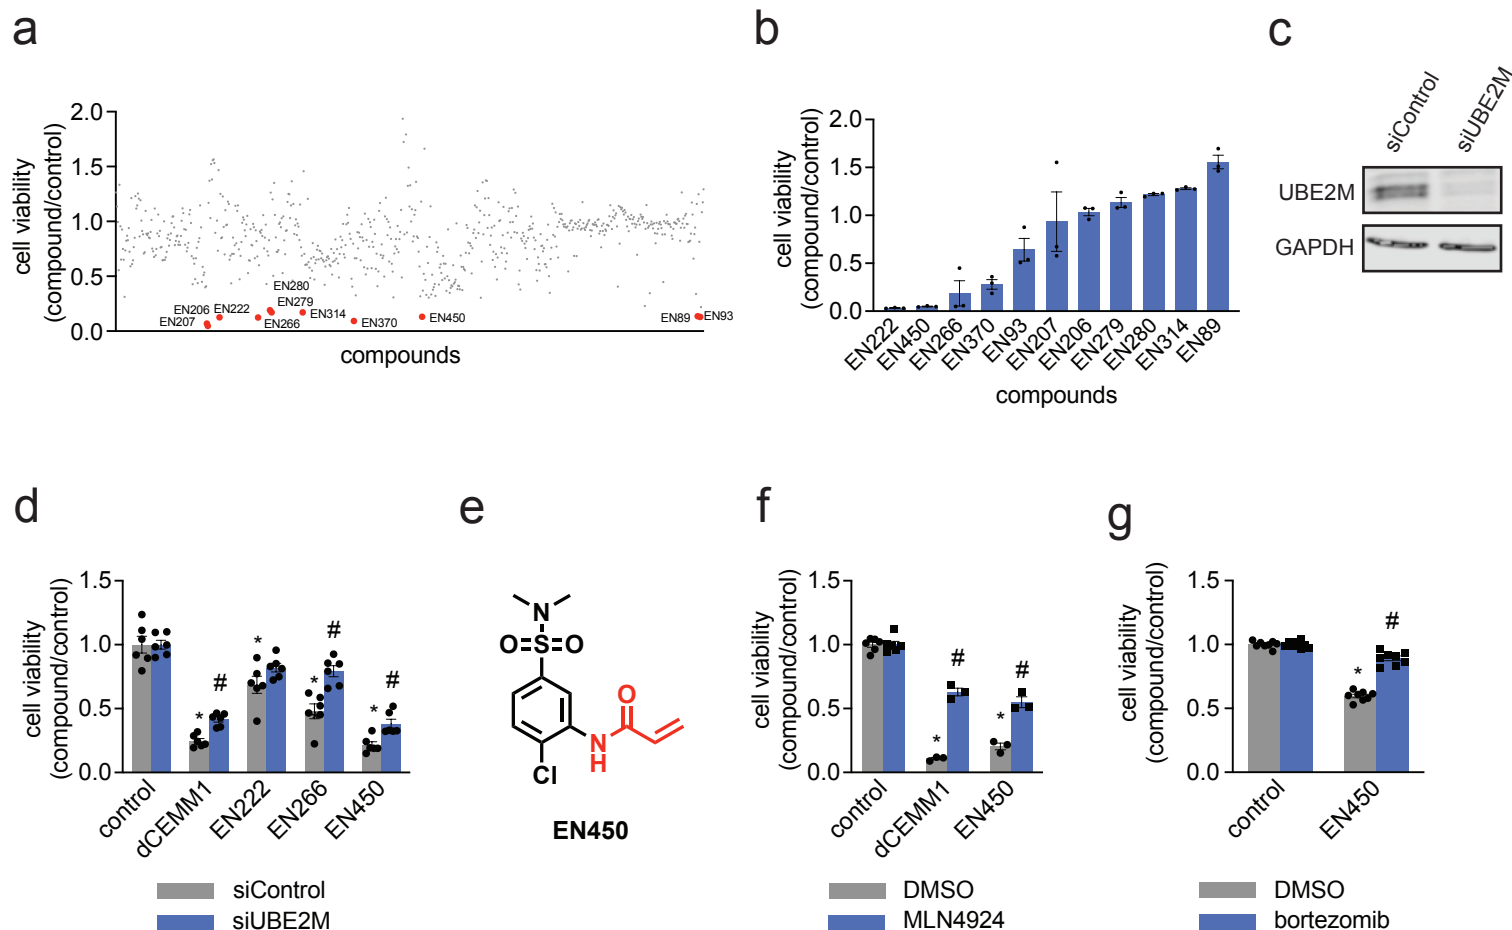 a
cell viability
(compound/control)
2.0
1.5
1.0
0.5
0.0
EN280
EN279
EN206
EN222
EN314
EN207
EN266
EN370
EN450
EN89
EN93
compounds
b
cell viability
(compound/control)
2.0
1.5
1.0
0.5
0.0
EN222
EN450
EN266
EN370
EN93
EN207
EN206
EN279
EN280
EN314
EN89
compounds
c
siControl
siUBE2M
UBE2M
GAPDH
d
cell viability
(compound/control)
1.5
1.0
0.5
0.0
*
#
*
*
#
*
#
control
dCEMM1
EN222
EN266
EN450
siControl
siUBE2M
e
N
O=S=O
O
N
H
Cl
EN450
f
cell viability
(compound/control)
1.5
1.0
0.5
0.0
*
#
*
#
control
dCEMM1
EN450
DMSO
MLN4924
g
cell viability
(compound/control)
1.5
1.0
0.5
0.0
*
#
control
EN450
DMSO
bortezomib